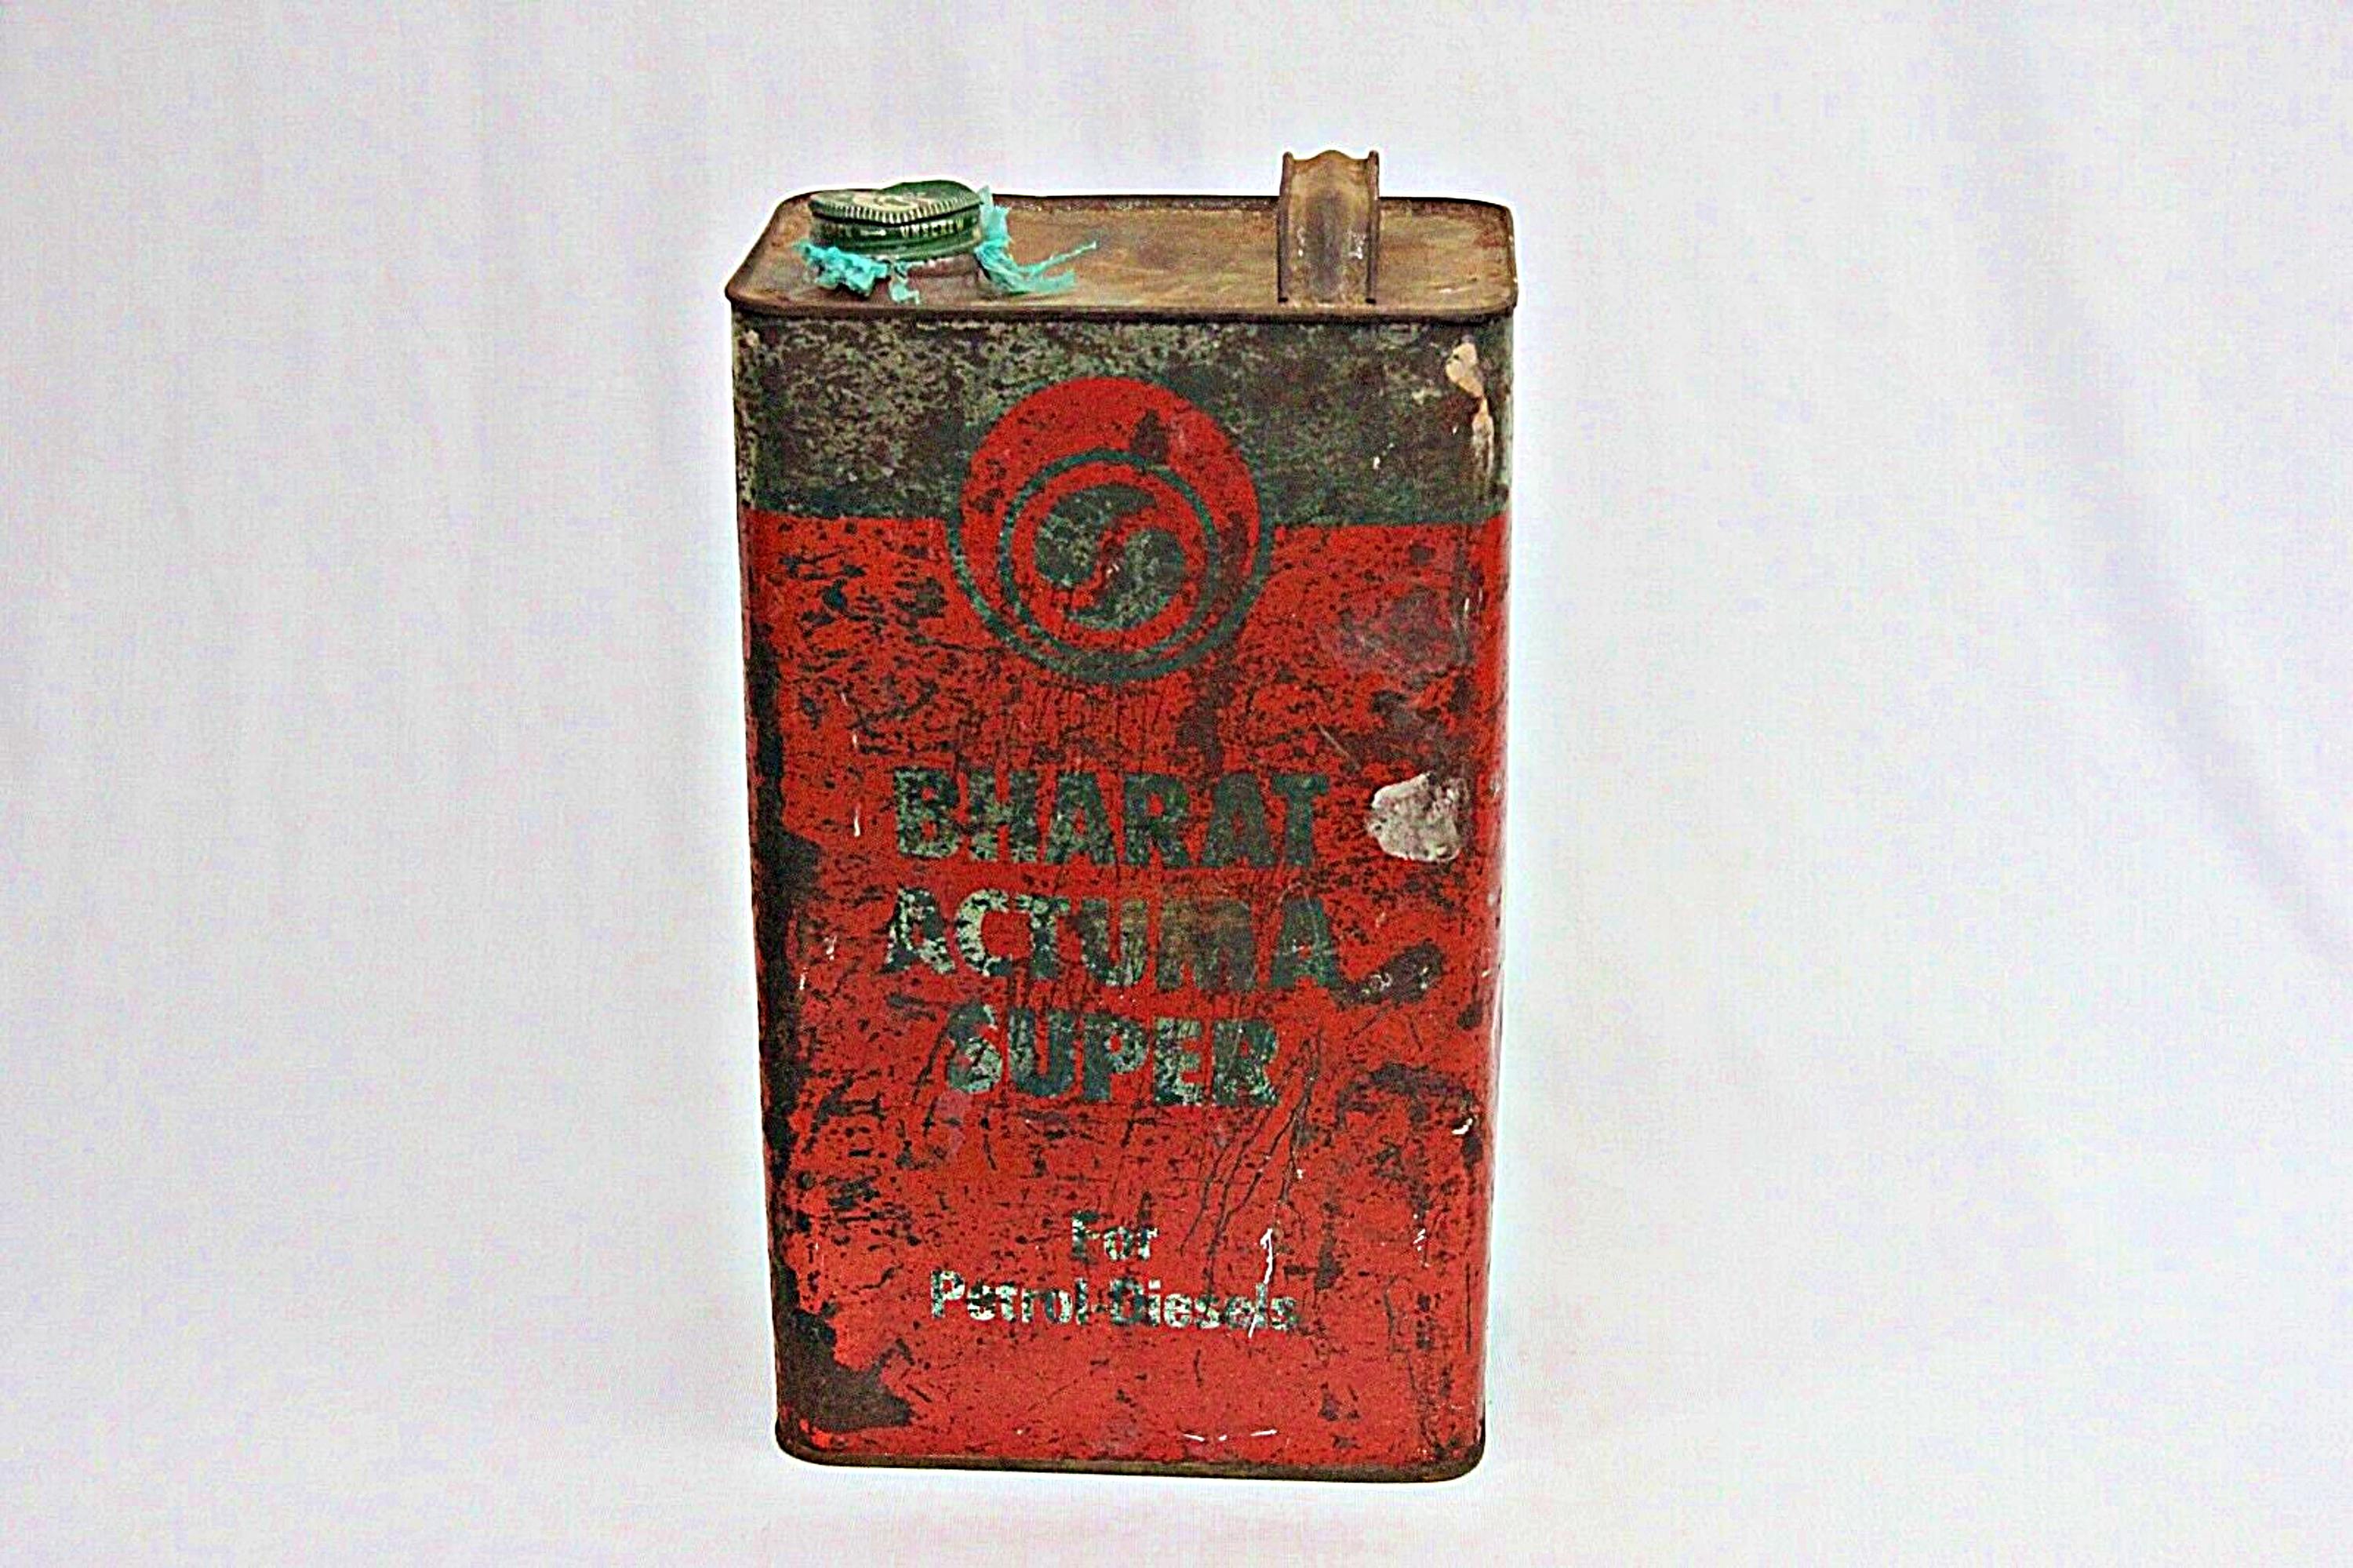 BHARAT
ACTUMA
SUPER
For
Petrol-Diesels